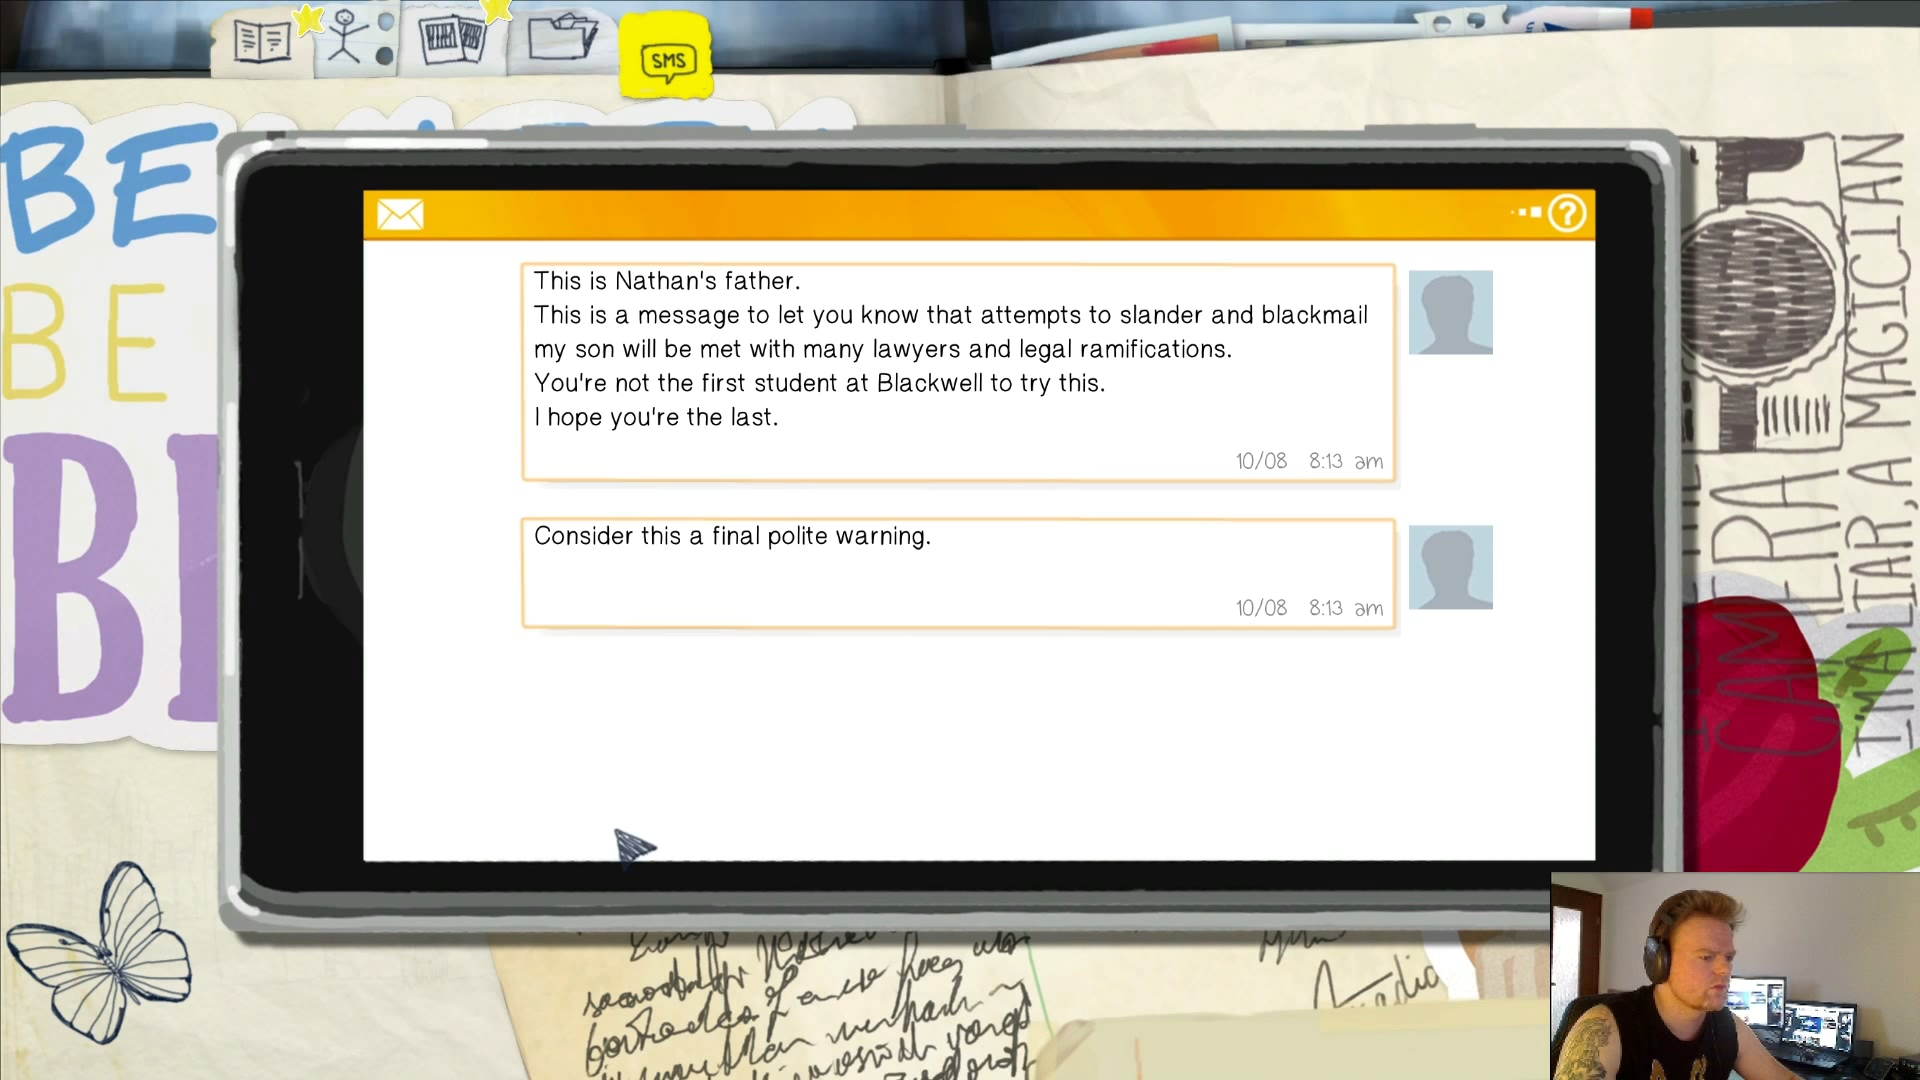 SMS
BE
BE
This is Nathan's father.
This is a message to let you know that attempts to slander and blackmail
my son will be met with many lawyers and legal ramifications.
You're not the first student at Blackwell to try this.
I hope you're the last.
10/08 8:13 am
Consider this a final polite warning.
10/08 8:13 am
CAMERA
I'M A LIAR, A MAGICIAN